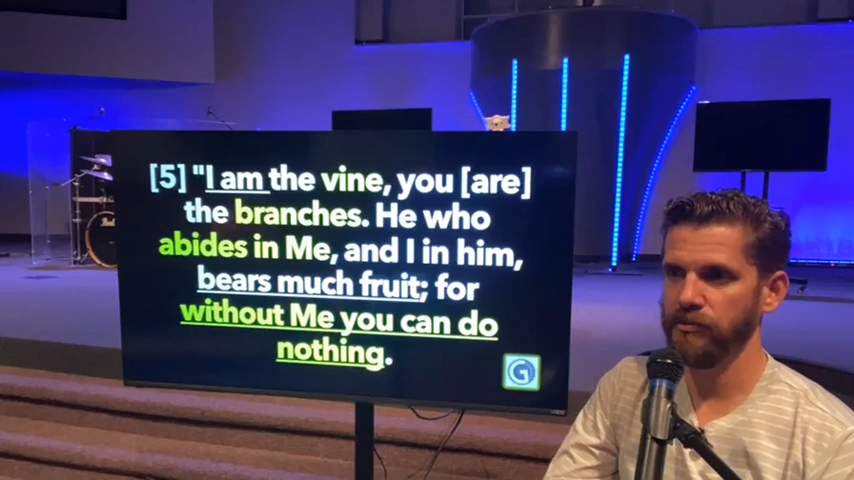 [5] "I am the vine, you [are]
the branches. He who
abides in Me, and I in him,
bears much fruit; for
without Me you can do
nothing.
G